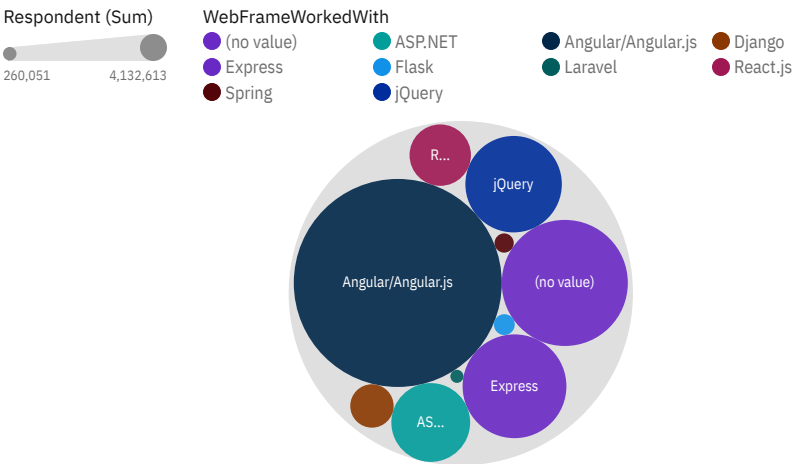 Respondent (Sum)
260,051 4,132,613
WebFrameWorkedWith
(no value) ASP.NET Angular/Angular.js Django
Express Flask Laravel React.js
Spring jQuery
R...
jQuery
Angular/Angular.js
(no value)
Express
AS...